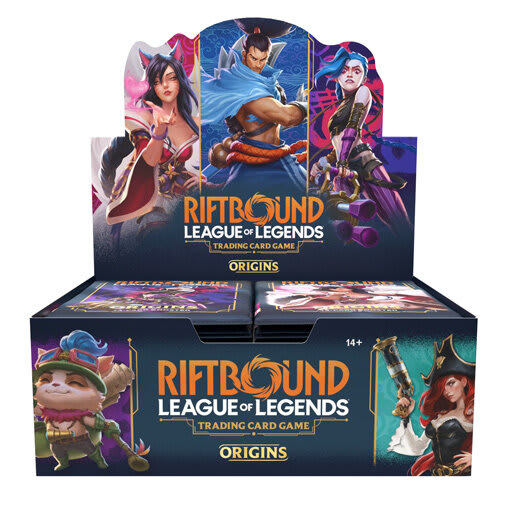 RIFTBOUND
LEAGUE OF LEGENDS
TRADING CARD GAME
ORIGINS
14+
RIFTBOUND
LEAGUE OF LEGENDS
TRADING CARD GAME
ORIGINS